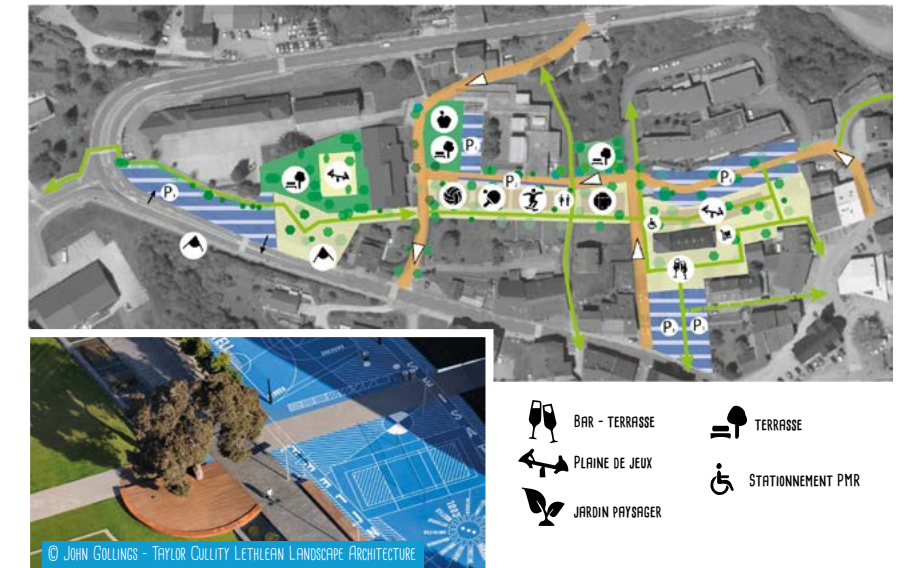 P
P
P
P
P P
BAR - TERRASSE
TERRASSE
PLAINE DE JEUX
STATIONNEMENT PMR
JARDIN PAYSAGER
© JOHN GOLLINGS - TAYLOR CULLITY LETHLEAN LANDSCAPE ARCHITECTURE